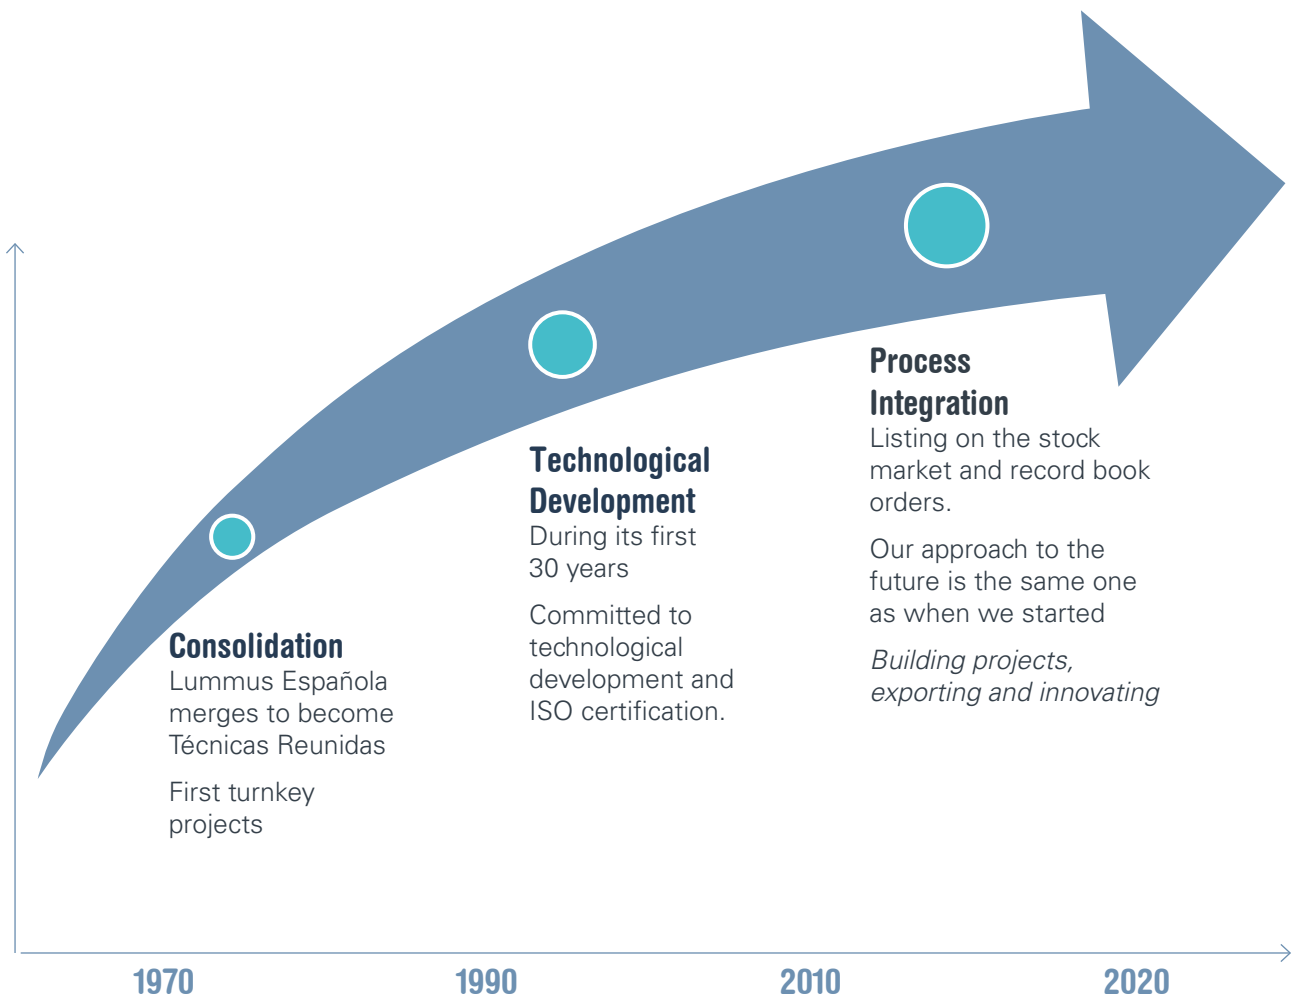 Consolidation
Lummus Española
merges to become
Técnicas Reunidas
First turnkey
projects
Technological
Development
During its first
30 years
Committed to
technological
development and
ISO certification.
Process
Integration
Listing on the stock
market and record book
orders.
Our approach to the
future is the same one
as when we started
Building projects,
exporting and innovating
1970
1990
2010
2020